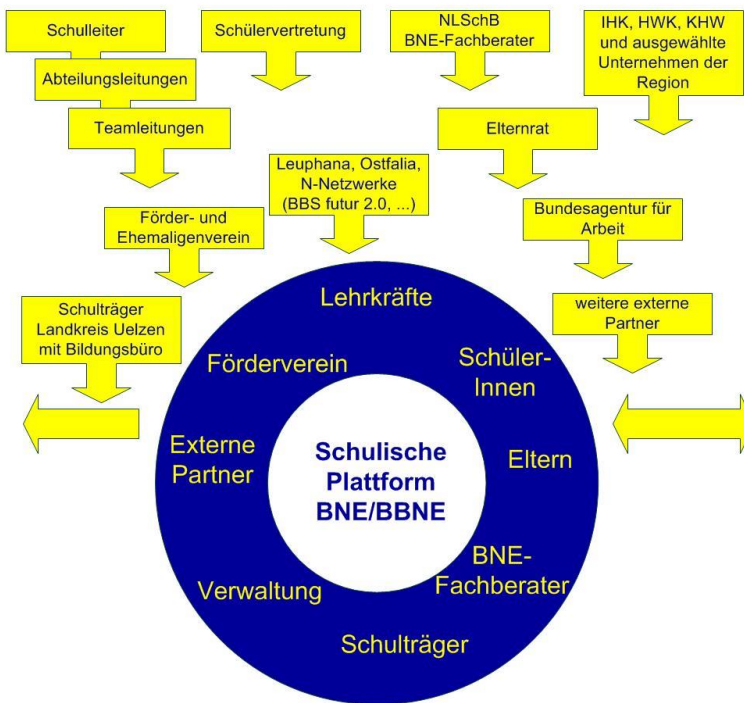 Schulleiter
Schülervertretung
NLSchB
BNE-Fachberater
IHK, HWK, KHW
und ausgewählte
Unternehmen der
Region
Abteilungsleitungen
Teamleitungen
Elternrat
Leuphana, Ostfalia,
N-Netzwerke
(BBS futur 2.0, ...)
Förder- und
Ehemaligenverein
Bundesagentur für
Arbeit
Schulträger
Landkreis Uelzen
mit Bildungsbüro
weitere externe
Partner
Lehrkräfte
Förderverein
Schüler-
Innen
Externe
Partner
Eltern
Schulische
Plattform
BNE/BBNE
BNE-
Fachberater
Verwaltung
Schulträger